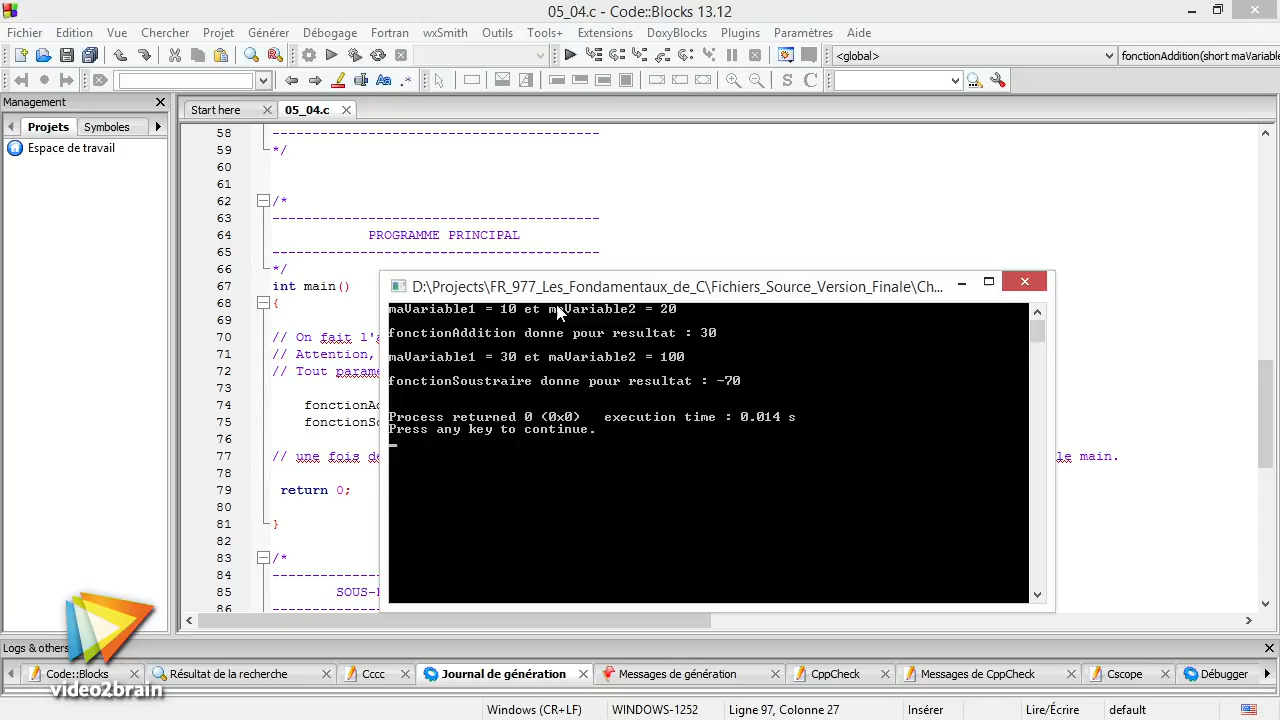 05_04.c - Code::Blocks 13.12
Fichier Edition Vue Chercher Projet Générer Débogage Fortran wxSmith Outils Tools+ Extensions DoxyBlocks Plugins Paramètres Aide
<global> fonctionAddition(short maVariable
Management
Start here 05_04.c
Projets Symboles
Espace de travail
58 ------------------------------------------
59 */
60
61
62 /*
63 ------------------------------------------
64 PROGRAMME PRINCIPAL
65 ------------------------------------------
66 */
67 int main()
68 {
69
70 // On fait l'a
71 // Attention,
72 // Tout paramè
73
74 fonctionAd
75 fonctionSo
76
77 // une fois dé le main.
78
79 return 0;
80
81 }
82
83 /*
84 ---------------
85 SOUS-P
86 ---------------
D:\Projects\FR_977_Les_Fondamentaux_de_C\Fichiers_Source_Version_Finale\Ch...
maVariable1 = 10 et maVariable2 = 20
fonctionAddition donne pour resultat : 30
maVariable1 = 30 et maVariable2 = 100
fonctionSoustraire donne pour resultat : -70
Process returned 0 (0x0) execution time : 0.014 s
Press any key to continue.
Logs & others
Code::Blocks Résultat de la recherche Cccc Journal de génération Messages de génération CppCheck Messages de CppCheck Cscope Débugger
video2brain
Windows (CR+LF) WINDOWS-1252 Ligne 97, Colonne 27 Insérer Lire/Écrire default